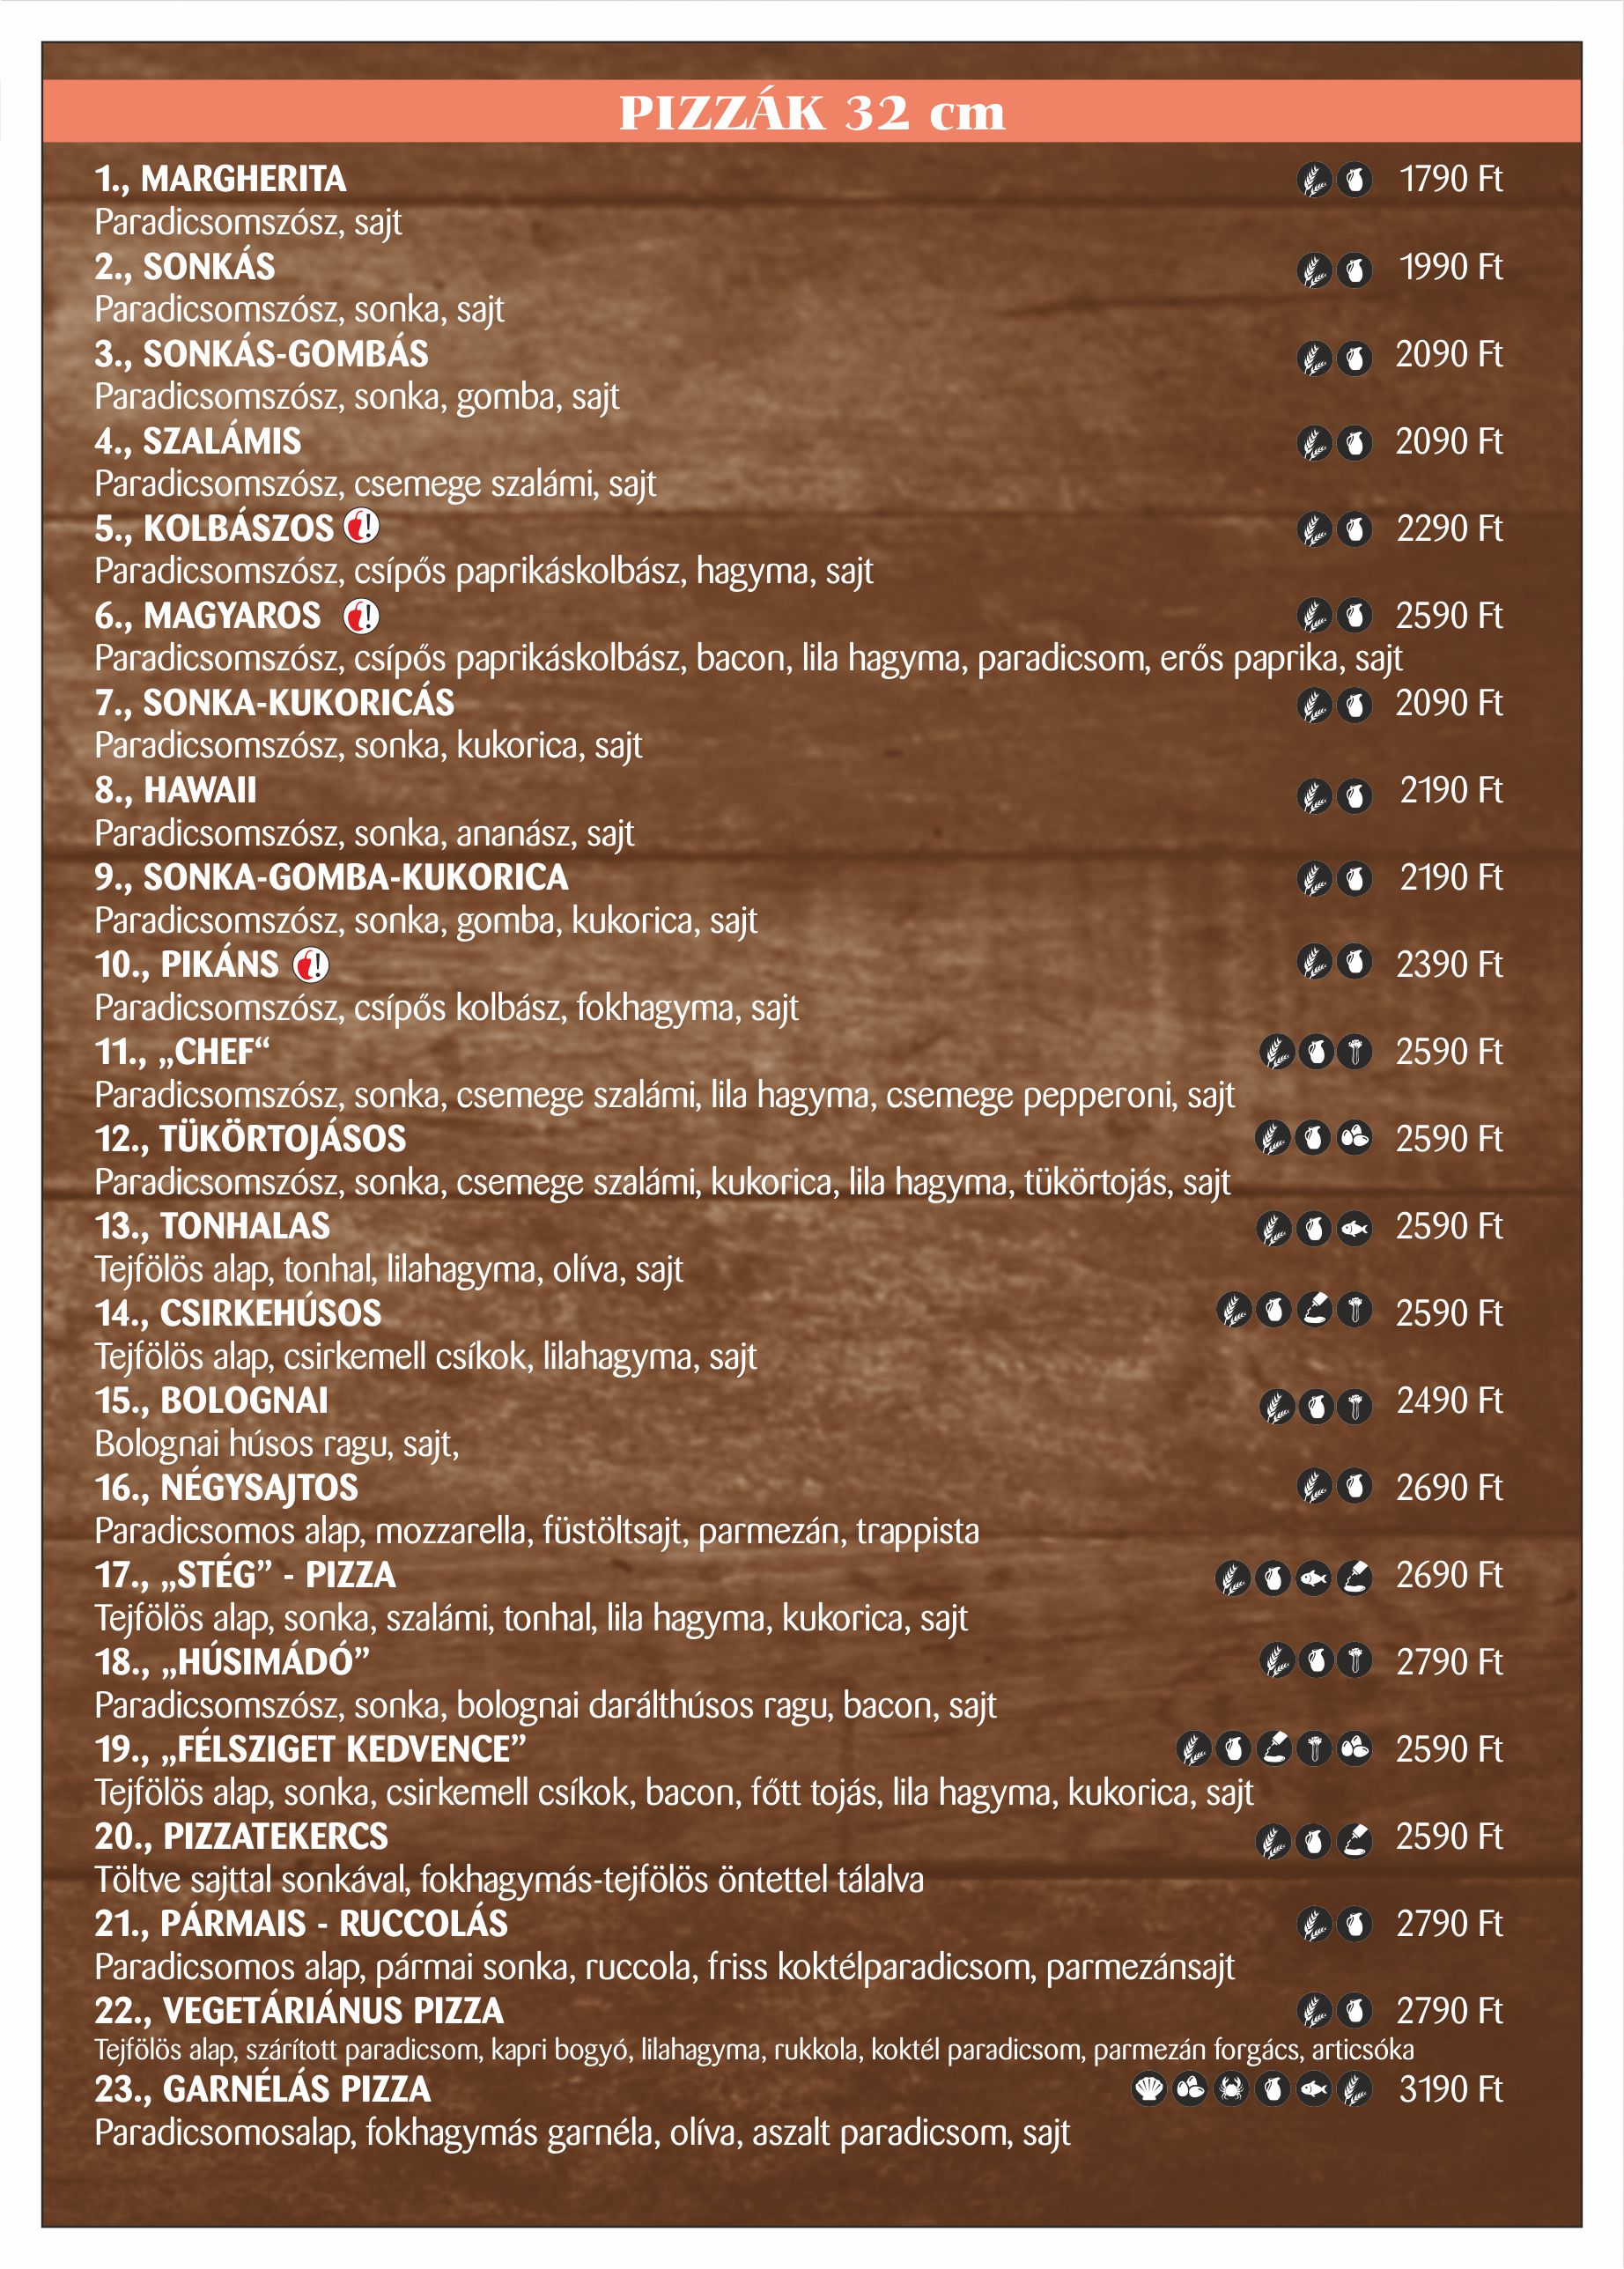 PIZZÁK 32 cm
1., MARGHERITA 1790 Ft
Paradicsomszósz, sajt
2., SONKÁS 1990 Ft
Paradicsomszósz, sonka, sajt
3., SONKÁS-GOMBÁS 2090 Ft
Paradicsomszósz, sonka, gomba, sajt
4., SZALÁMIS 2090 Ft
Paradicsomszósz, csemege szalámi, sajt
5., KOLBÁSZOS ! 2290 Ft
Paradicsomszósz, csípős paprikáskolbász, hagyma, sajt
6., MAGYAROS ! 2590 Ft
Paradicsomszósz, csípős paprikáskolbász, bacon, lila hagyma, paradicsom, erős paprika, sajt
7., SONKA-KUKORICÁS 2090 Ft
Paradicsomszósz, sonka, kukorica, sajt
8., HAWAII 2190 Ft
Paradicsomszósz, sonka, ananász, sajt
9., SONKA-GOMBA-KUKORICA 2190 Ft
Paradicsomszósz, sonka, gomba, kukorica, sajt
10., PIKÁNS ! 2390 Ft
Paradicsomszósz, csípős kolbász, fokhagyma, sajt
11., „CHEF“ 2590 Ft
Paradicsomszósz, sonka, csemege szalámi, lila hagyma, csemege pepperoni, sajt
12., TÜKÖRTOJÁSOS 2590 Ft
Paradicsomszósz, sonka, csemege szalámi, kukorica, lila hagyma, tükörtojás, sajt
13., TONHALAS 2590 Ft
Tejfölös alap, tonhal, lilahagyma, olíva, sajt
14., CSIRKEHÚSOS 2590 Ft
Tejfölös alap, csirkemell csíkok, lilahagyma, sajt
15., BOLOGNAI 2490 Ft
Bolognai húsos ragu, sajt,
16., NÉGYSAJTOS 2690 Ft
Paradicsomos alap, mozzarella, füstöltsajt, parmezán, trappista
17., „STÉG” - PIZZA 2690 Ft
Tejfölös alap, sonka, szalámi, tonhal, lila hagyma, kukorica, sajt
18., „HÚSIMÁDÓ” 2790 Ft
Paradicsomszósz, sonka, bolognai darálthúsos ragu, bacon, sajt
19., „FÉLSZIGET KEDVENCE” 2590 Ft
Tejfölös alap, sonka, csirkemell csíkok, bacon, főtt tojás, lila hagyma, kukorica, sajt
20., PIZZATEKERCS 2590 Ft
Töltve sajttal sonkával, fokhagymás-tejfölös öntettel tálalva
21., PÁRMAIS - RUCCOLÁS 2790 Ft
Paradicsomos alap, pármai sonka, ruccola, friss koktélparadicsom, parmezánsajt
22., VEGETÁRIÁNUS PIZZA 2790 Ft
Tejfölös alap, szárított paradicsom, kapri bogyó, lilahagyma, rukkola, koktél paradicsom, parmezán forgács, articsóka
23., GARNÉLÁS PIZZA 3190 Ft
Paradicsomosalap, fokhagymás garnéla, olíva, aszalt paradicsom, sajt